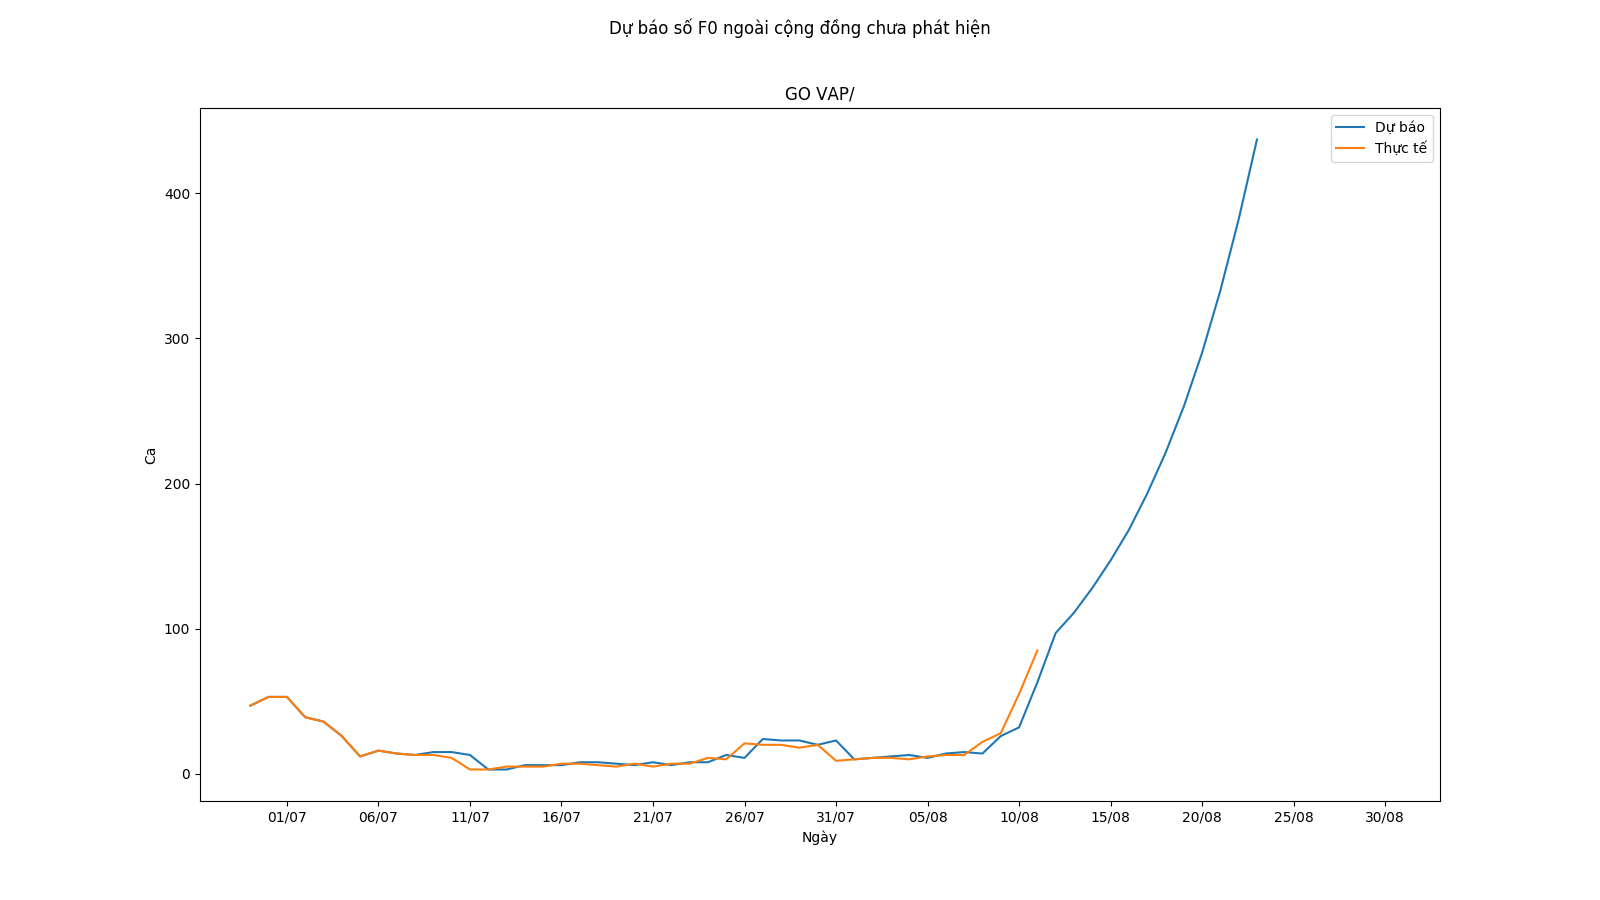 Dự báo số F0 ngoài cộng đồng chưa phát hiện
GO VAP/
Dự báo
Thực tế
Ca
400
300
200
100
0
01/07 06/07 11/07 16/07 21/07 26/07 31/07 05/08 10/08 15/08 20/08 25/08 30/08
Ngày